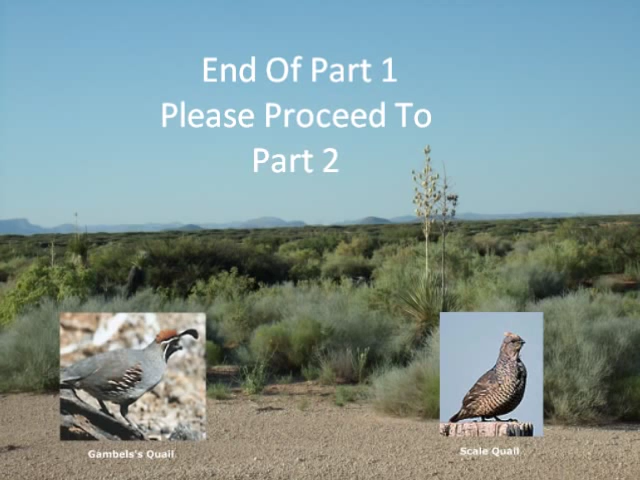 End Of Part 1
Please Proceed To
Part 2
Gambels's Quail
Scale Quail